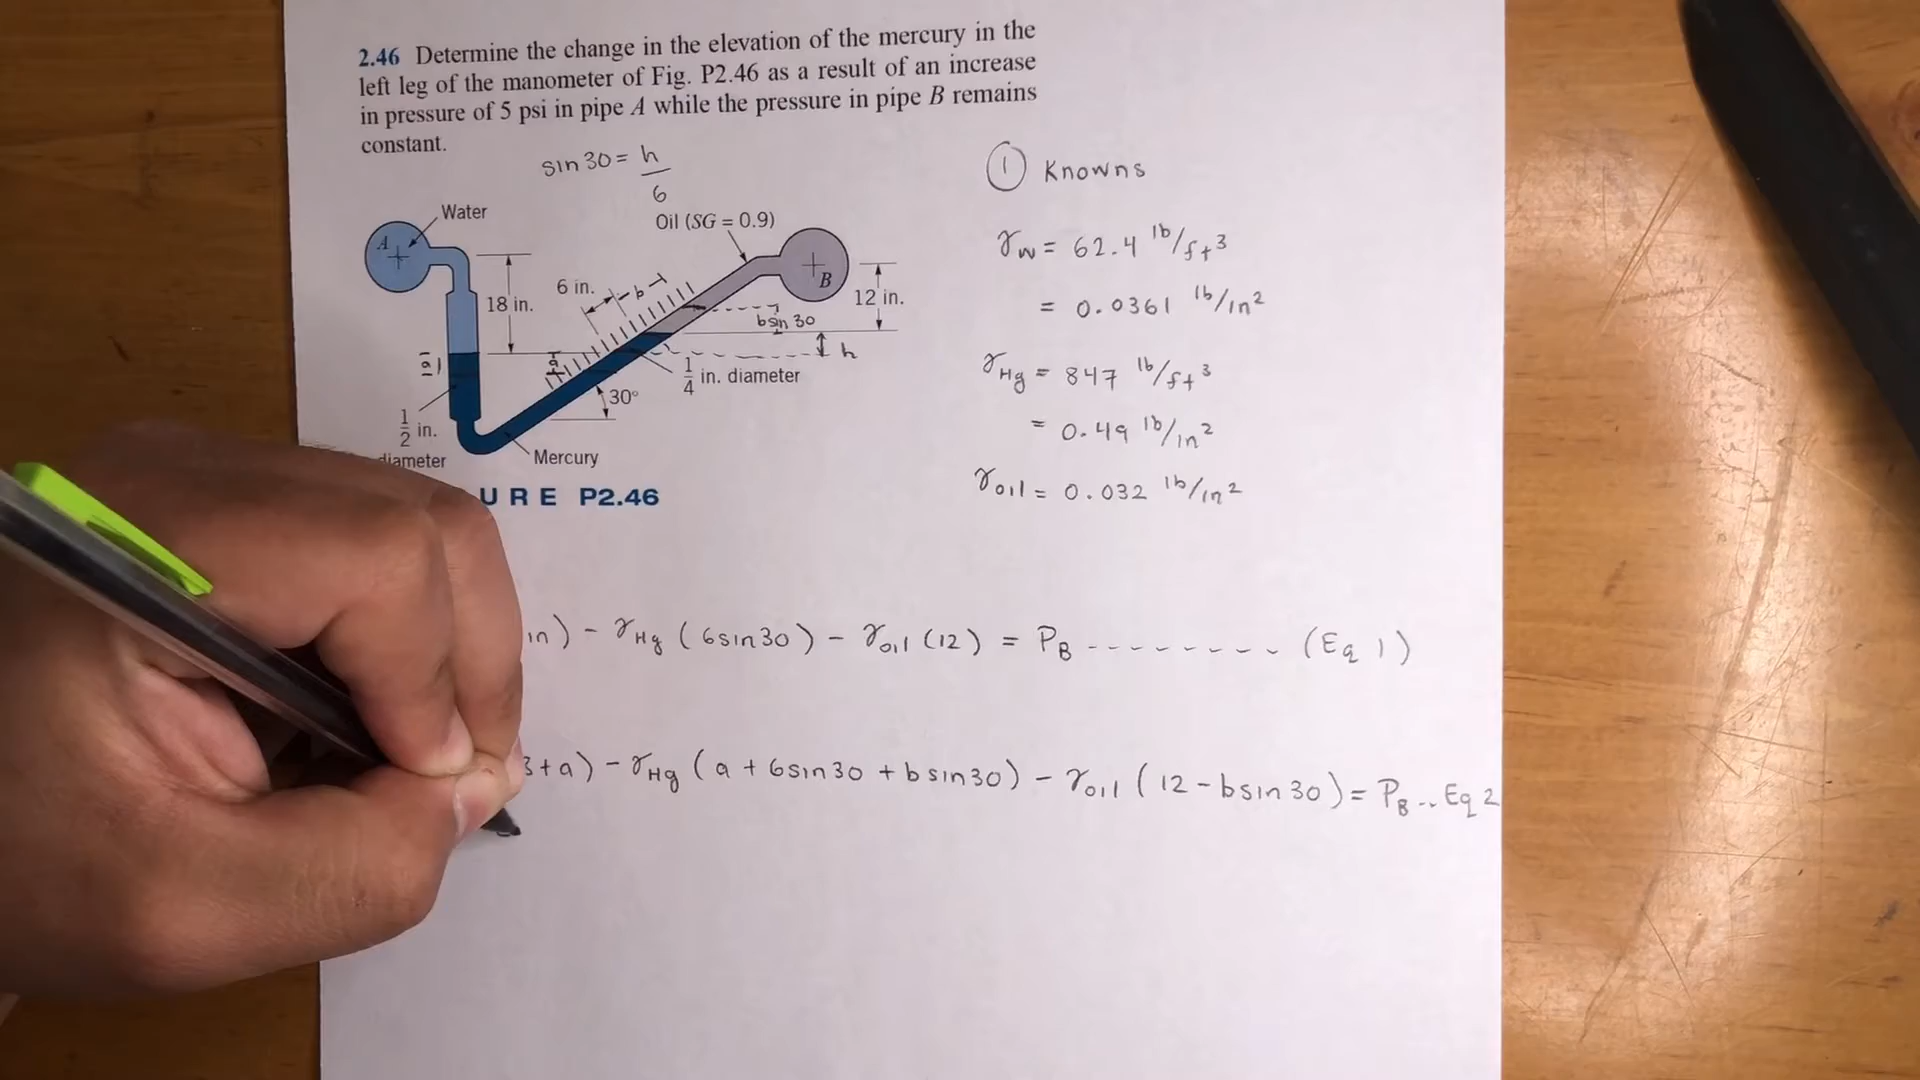 2.46 Determine the change in the elevation of the mercury in the
left leg of the manometer of Fig. P2.46 as a result of an increase
in pressure of 5 psi in pipe A while the pressure in pipe B remains
constant.
sin 30 = h/6
Water
Oil (SG = 0.9)
A
B
6 in.
b
18 in.
12 in.
b sin 30
h
a
a
1/4 in. diameter
30°
1/2 in.
diameter
Mercury
URE P2.46
① Knowns
γw = 62.4 lb/ft3
= 0.0361 lb/in2
γHg = 847 lb/ft3
= 0.49 lb/in2
γoil = 0.032 lb/in2
in) - γHg (6sin30) - γoil (12) = PB -------- (Eq 1)
+a) - γHg (a + 6sin30 + bsin30) - γoil (12 - bsin30) = PB .. Eq 2